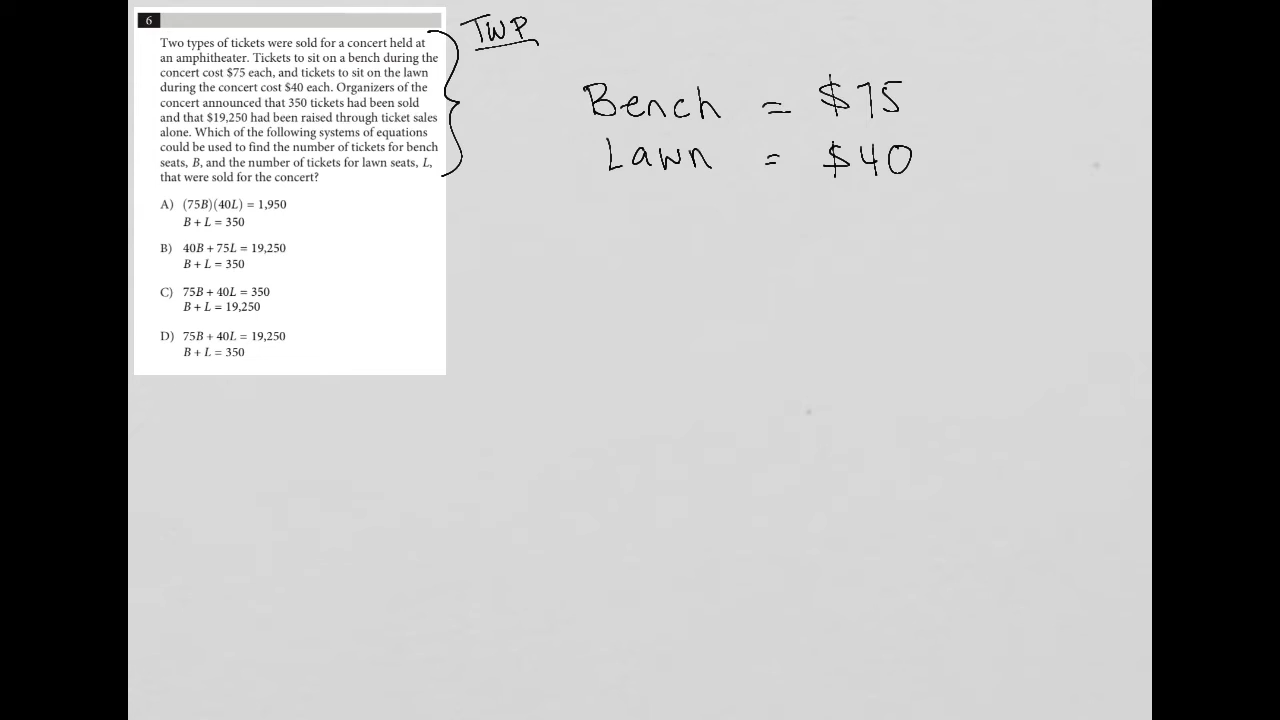 6
Two types of tickets were sold for a concert held at
an amphitheater. Tickets to sit on a bench during the
concert cost $75 each, and tickets to sit on the lawn
during the concert cost $40 each. Organizers of the
concert announced that 350 tickets had been sold
and that $19,250 had been raised through ticket sales
alone. Which of the following systems of equations
could be used to find the number of tickets for bench
seats, B, and the number of tickets for lawn seats, L,
that were sold for the concert?
A) (75B)(40L) = 1,950
B + L = 350
B) 40B + 75L = 19,250
B + L = 350
C) 75B + 40L = 350
B + L = 19,250
D) 75B + 40L = 19,250
B + L = 350
TWP
Bench = $75
Lawn = $40